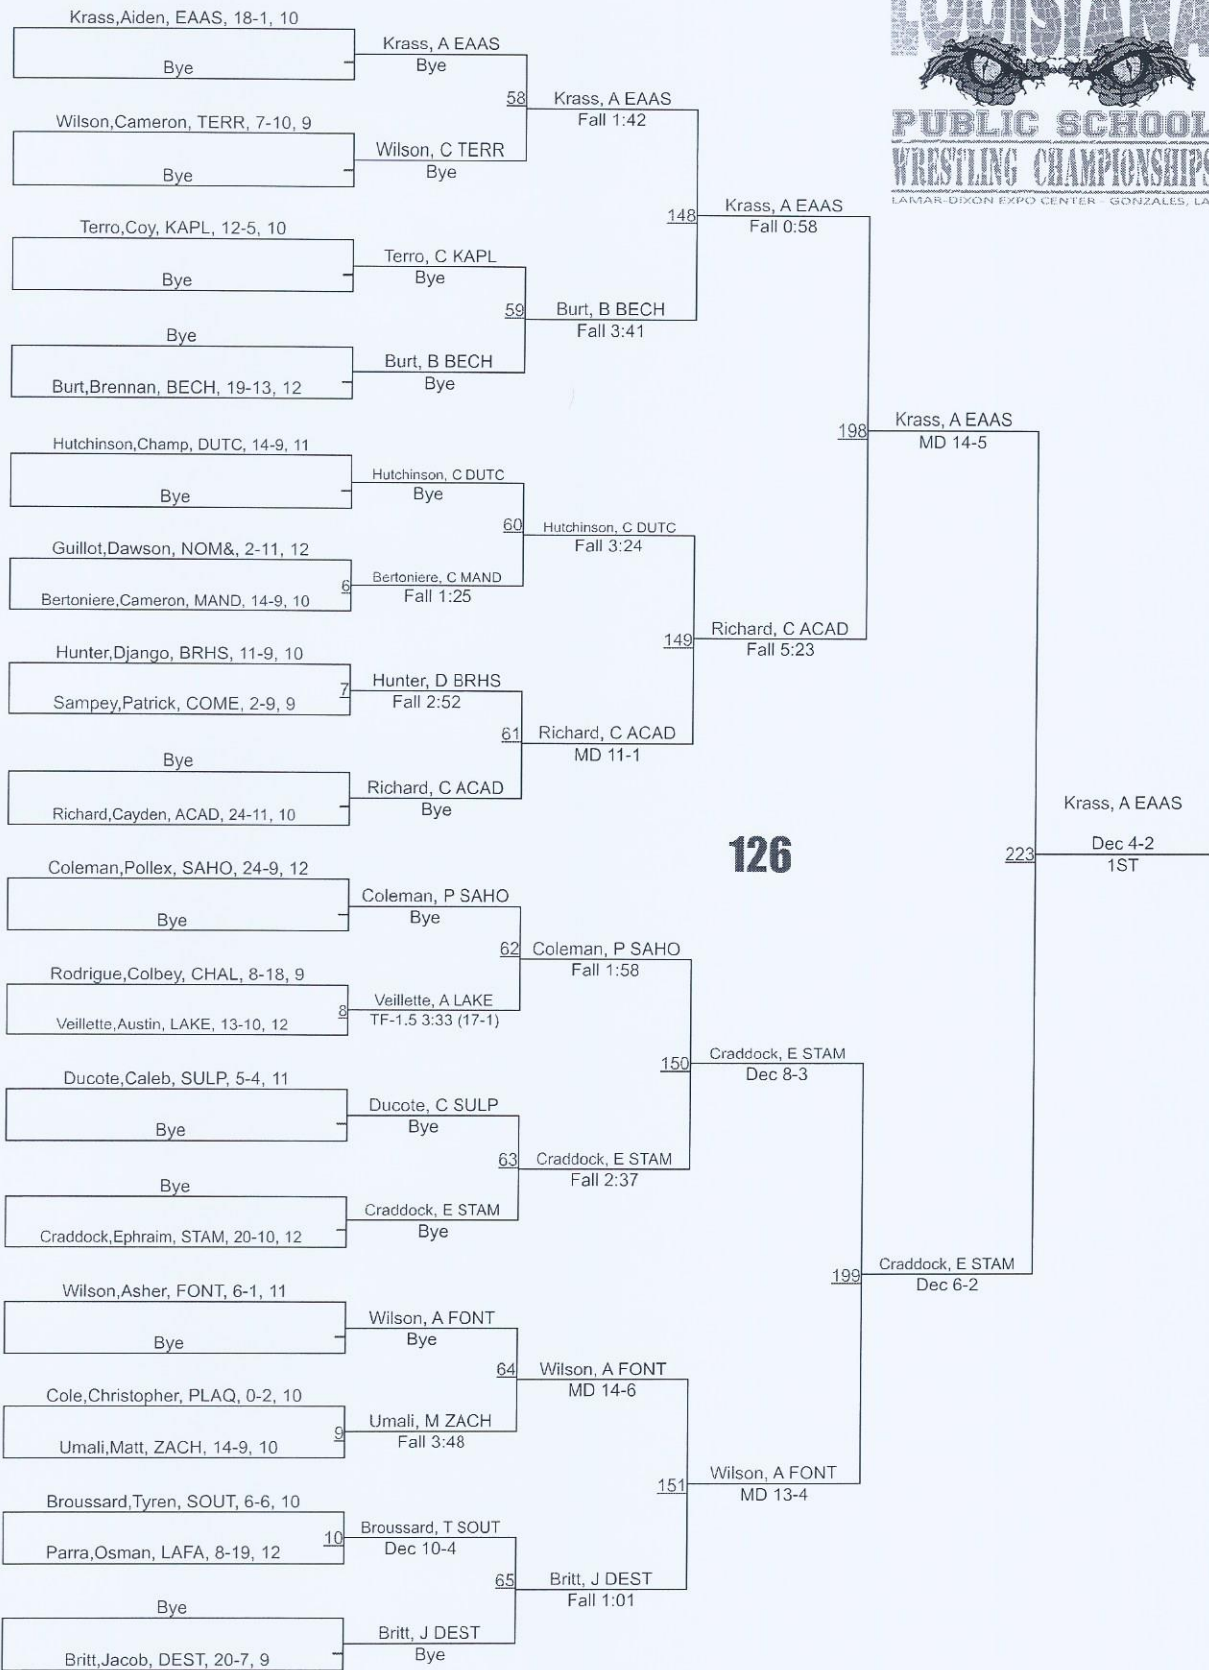 LOUISIANA
PUBLIC SCHOOL
WRESTLING CHAMPIONSHIPS
LAMAR-DIXON EXPO CENTER - GONZALES, LA
Krass,Aiden, EAAS, 18-1, 10
Bye
Wilson,Cameron, TERR, 7-10, 9
Bye
Terro,Coy, KAPL, 12-5, 10
Bye
Bye
Burt,Brennan, BECH, 19-13, 12
Hutchinson,Champ, DUTC, 14-9, 11
Bye
Guillot,Dawson, NOM&, 2-11, 12
6
Bertoniere,Cameron, MAND, 14-9, 10
Hunter,Django, BRHS, 11-9, 10
7
Sampey,Patrick, COME, 2-9, 9
Bye
Richard,Cayden, ACAD, 24-11, 10
Coleman,Pollex, SAHO, 24-9, 12
Bye
Rodrigue,Colbey, CHAL, 8-18, 9
8
Veillette,Austin, LAKE, 13-10, 12
Ducote,Caleb, SULP, 5-4, 11
Bye
Bye
Craddock,Ephraim, STAM, 20-10, 12
Wilson,Asher, FONT, 6-1, 11
Bye
Cole,Christopher, PLAQ, 0-2, 10
9
Umali,Matt, ZACH, 14-9, 10
Broussard,Tyren, SOUT, 6-6, 10
10
Parra,Osman, LAFA, 8-19, 12
Bye
Britt,Jacob, DEST, 20-7, 9
Krass, A EAAS
Bye
58
Wilson, C TERR
Bye
Terro, C KAPL
Bye
59
Burt, B BECH
Bye
Hutchinson, C DUTC
Bye
60
Bertoniere, C MAND
Fall 1:25
Hunter, D BRHS
Fall 2:52
61
Richard, C ACAD
Bye
Coleman, P SAHO
Bye
62
Veillette, A LAKE
TF-1.5 3:33 (17-1)
Ducote, C SULP
Bye
63
Craddock, E STAM
Bye
Wilson, A FONT
Bye
64
Umali, M ZACH
Fall 3:48
Broussard, T SOUT
Dec 10-4
65
Britt, J DEST
Bye
Krass, A EAAS
Fall 1:42
148
Burt, B BECH
Fall 3:41
Hutchinson, C DUTC
Fall 3:24
149
Richard, C ACAD
MD 11-1
Coleman, P SAHO
Fall 1:58
150
Craddock, E STAM
Fall 2:37
Wilson, A FONT
MD 14-6
151
Britt, J DEST
Fall 1:01
Krass, A EAAS
Fall 0:58
198
Richard, C ACAD
Fall 5:23
126
Craddock, E STAM
Dec 8-3
199
Wilson, A FONT
MD 13-4
Krass, A EAAS
MD 14-5
223
Craddock, E STAM
Dec 6-2
Krass, A EAAS
Dec 4-2
1ST